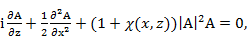 i∂A/∂z + 1/2 ∂²A/∂x² + (1 + χ(x, z))|A|²A = 0,